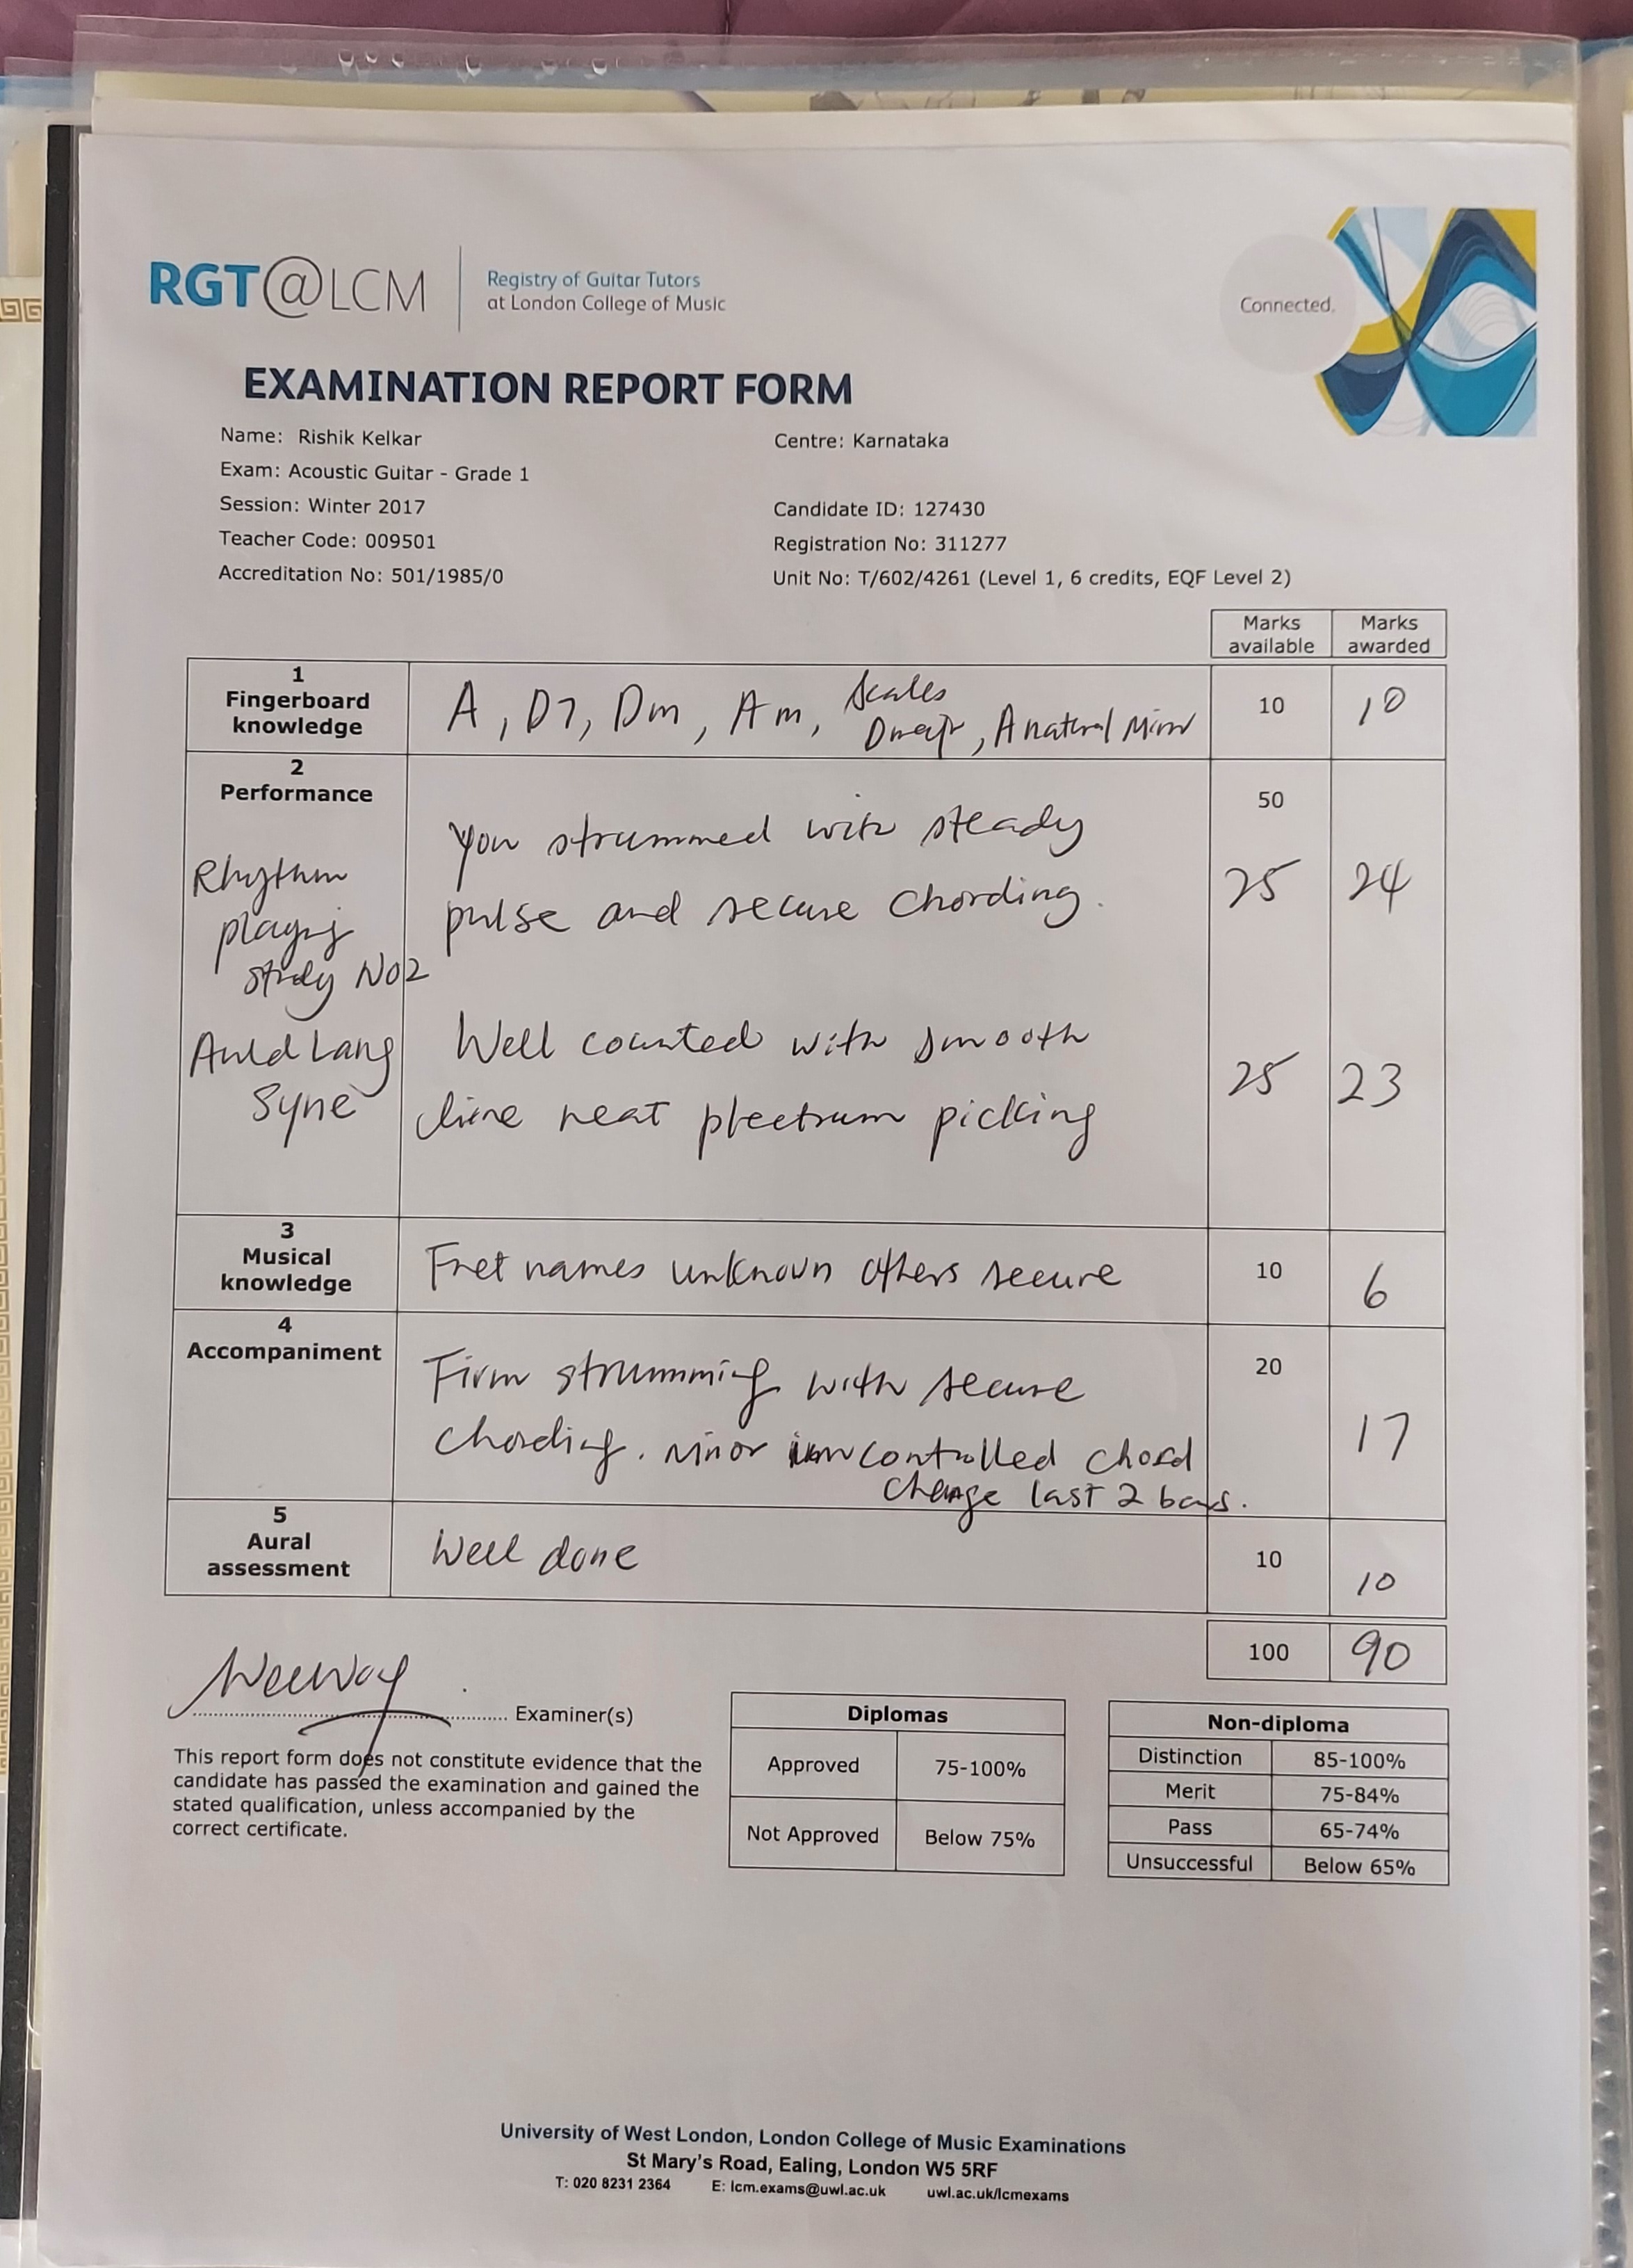 RGT@LCM
Registry of Guitar Tutors
at London College of Music
Connected.
EXAMINATION REPORT FORM
Name: Rishik Kelkar
Centre: Karnataka
Exam: Acoustic Guitar - Grade 1
Session: Winter 2017
Candidate ID: 127430
Teacher Code: 009501
Registration No: 311277
Accreditation No: 501/1985/0
Unit No: T/602/4261 (Level 1, 6 credits, EQF Level 2)
Marks available
Marks awarded
1
Fingerboard knowledge
A, D7, Dm, Am, Scales
A natural Minor
10
10
2
Performance
50
Rhythm
playing
study No2
You strummed with steady
pulse and secure chording.
25
24
Auld Lang
Syne
Well counted with smooth
line neat plectrum picking
25
23
3
Musical knowledge
Fret names unknown others secure
10
6
4
Accompaniment
Firm strumming with secure
chording. Minor uncontrolled chord
change last 2 bars.
20
17
5
Aural assessment
Well done
10
10
100
90
Examiner(s)
This report form does not constitute evidence that the
candidate has passed the examination and gained the
stated qualification, unless accompanied by the
correct certificate.
Diplomas
Approved 75-100%
Not Approved Below 75%
Non-diploma
Distinction 85-100%
Merit 75-84%
Pass 65-74%
Unsuccessful Below 65%
University of West London, London College of Music Examinations
St Mary's Road, Ealing, London W5 5RF
T: 020 8231 2364 E: lcm.exams@uwl.ac.uk uwl.ac.uk/lcmexams